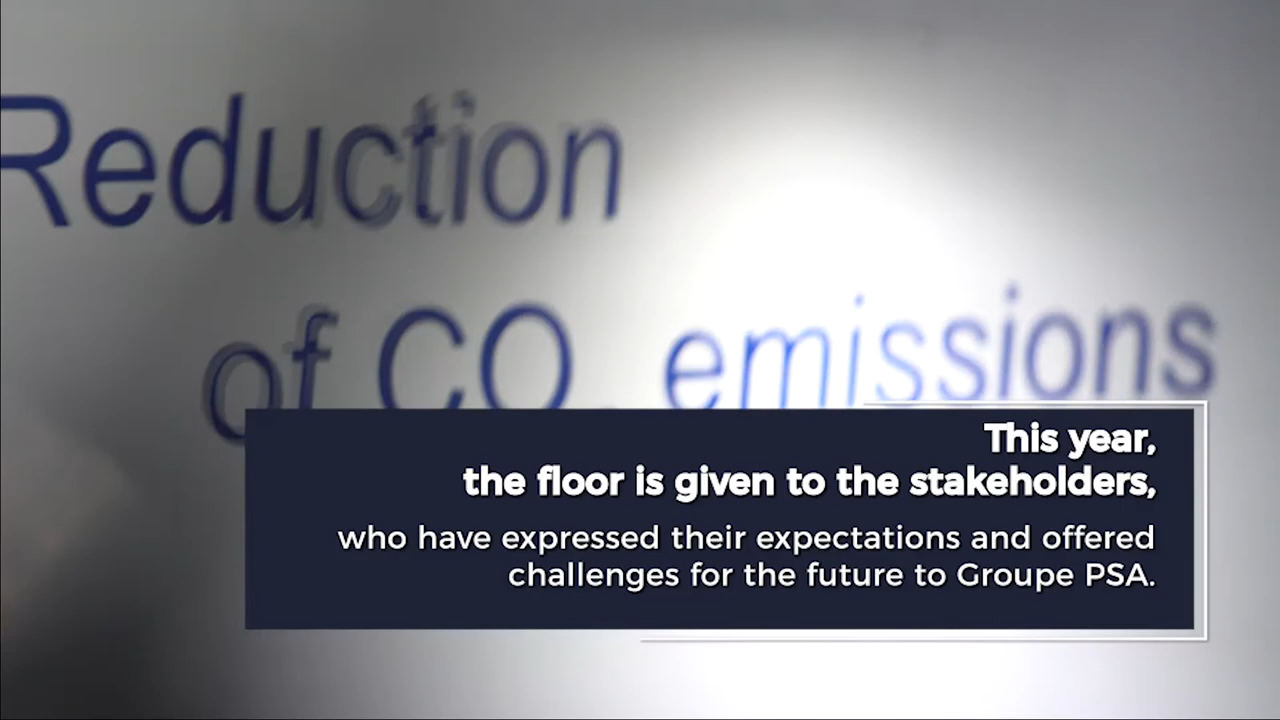 Reduction
of CO emissions
This year,
the floor is given to the stakeholders,
who have expressed their expectations and offered
challenges for the future to Groupe PSA.